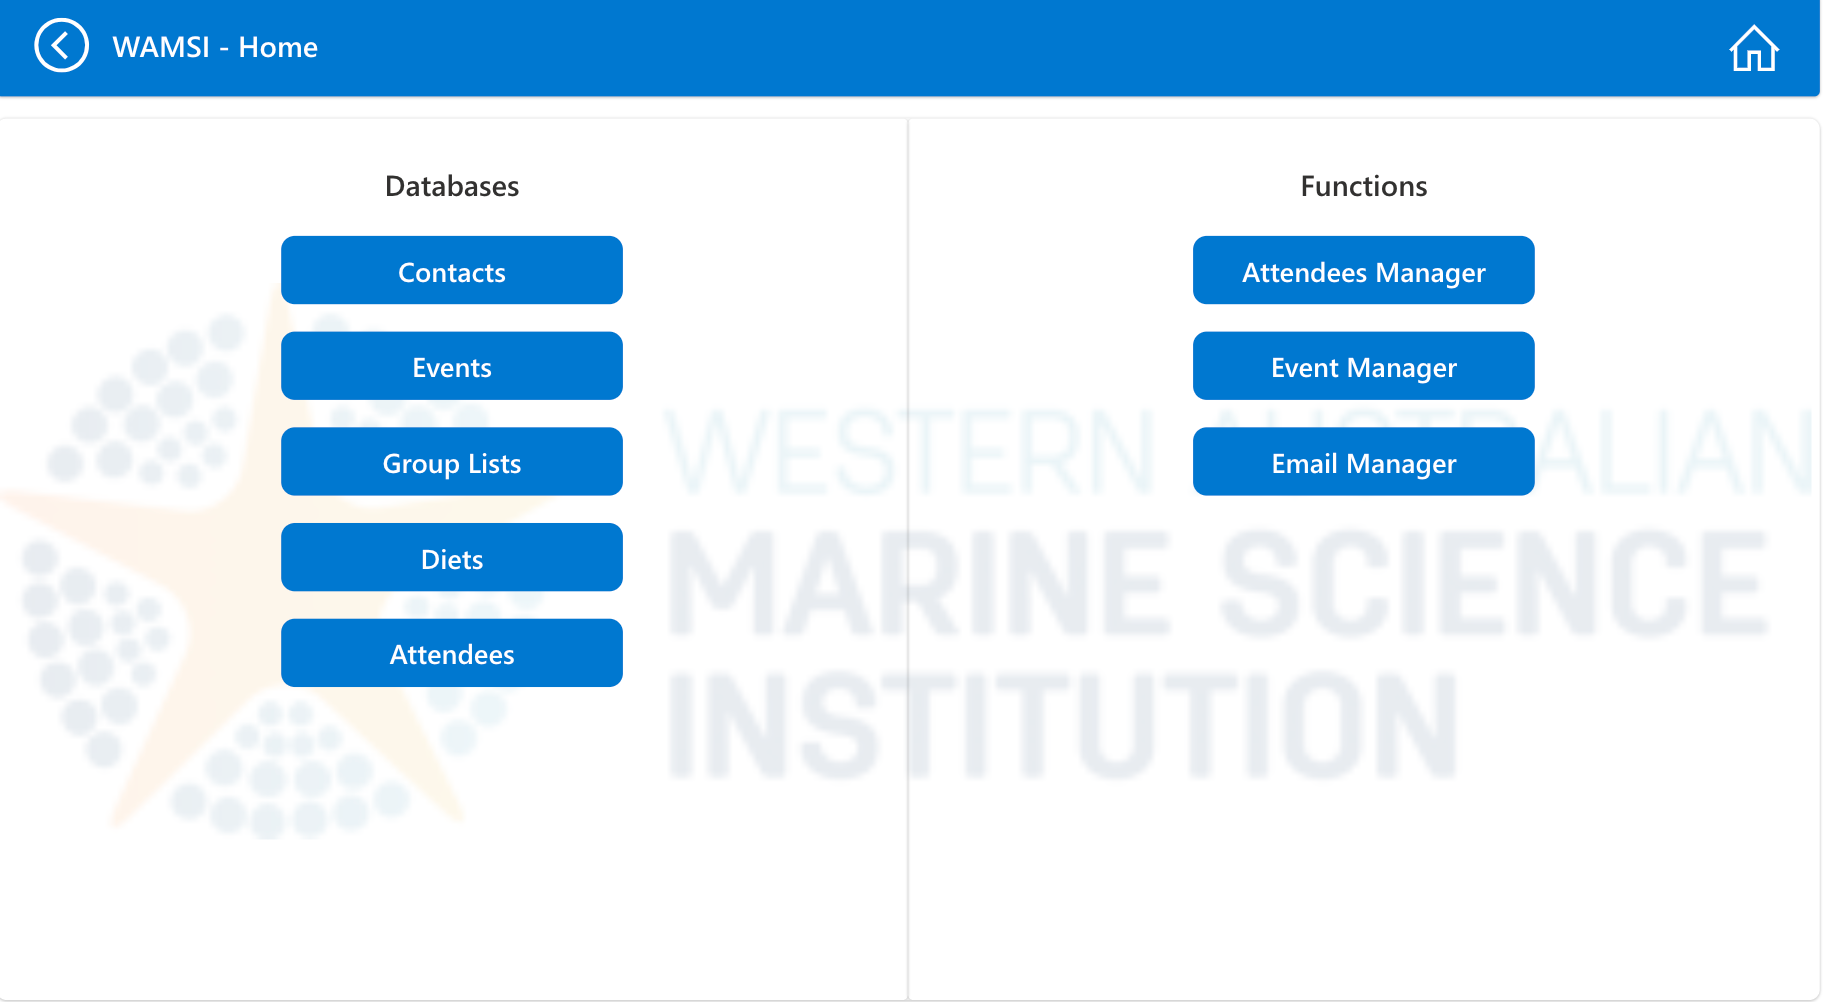 WAMSI - Home
Databases
Contacts
Events
Group Lists
Diets
Attendees
Functions
Attendees Manager
Event Manager
Email Manager
WESTERN AUSTRALIAN
MARINE SCIENCE
INSTITUTION